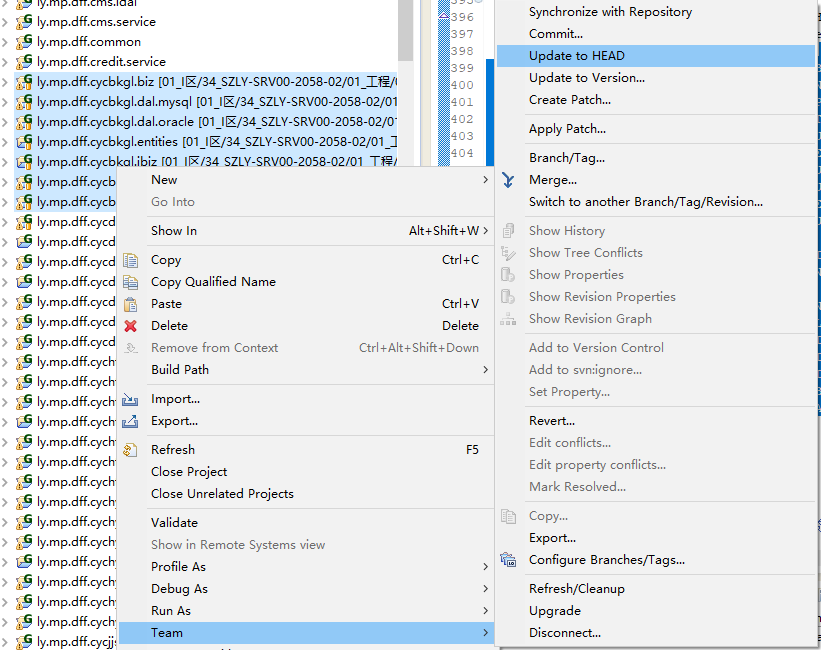 ly.mp.dff.cms.idal
ly.mp.dff.cms.service
ly.mp.dff.common
ly.mp.dff.credit.service
ly.mp.dff.cycbkgl.biz [01_I区/34_SZLY-SRV00-2058-02/01_工程/
ly.mp.dff.cycbkgl.dal.mysql [01_I区/34_SZLY-SRV00-2058-02/01
ly.mp.dff.cycbkgl.dal.oracle [01_I区/34_SZLY-SRV00-2058-02/01
ly.mp.dff.cycbkgl.entities [01_I区/34_SZLY-SRV00-2058-02/01_
ly.mp.dff.cycbkgl.ibiz [01_I区/34_SZLY-SRV00-2058-02/01_工程/
ly.mp.dff.cycb
ly.mp.dff.cycb
ly.mp.dff.cycd
ly.mp.dff.cycd
ly.mp.dff.cycd
ly.mp.dff.cycd
ly.mp.dff.cycd
ly.mp.dff.cycd
ly.mp.dff.cycd
ly.mp.dff.cych
ly.mp.dff.cych
ly.mp.dff.cych
ly.mp.dff.cych
ly.mp.dff.cych
ly.mp.dff.cych
ly.mp.dff.cych
ly.mp.dff.cych
ly.mp.dff.cych
ly.mp.dff.cych
ly.mp.dff.cych
ly.mp.dff.cych
ly.mp.dff.cych
ly.mp.dff.cych
ly.mp.dff.cycjj
395
396
397
398
399
400
401
402
403
404
New
Go Into
Show In Alt+Shift+W
Copy Ctrl+C
Copy Qualified Name
Paste Ctrl+V
Delete Delete
Remove from Context Ctrl+Alt+Shift+Down
Build Path
Import...
Export...
Refresh F5
Close Project
Close Unrelated Projects
Validate
Show in Remote Systems view
Profile As
Debug As
Run As
Team
Synchronize with Repository
Commit...
Update to HEAD
Update to Version...
Create Patch...
Apply Patch...
Branch/Tag...
Merge...
Switch to another Branch/Tag/Revision...
Show History
Show Tree Conflicts
Show Properties
Show Revision Properties
Show Revision Graph
Add to Version Control
Add to svn:ignore...
Set Property...
Revert...
Edit conflicts...
Edit property conflicts...
Mark Resolved...
Copy...
Export...
Configure Branches/Tags...
Refresh/Cleanup
Upgrade
Disconnect...